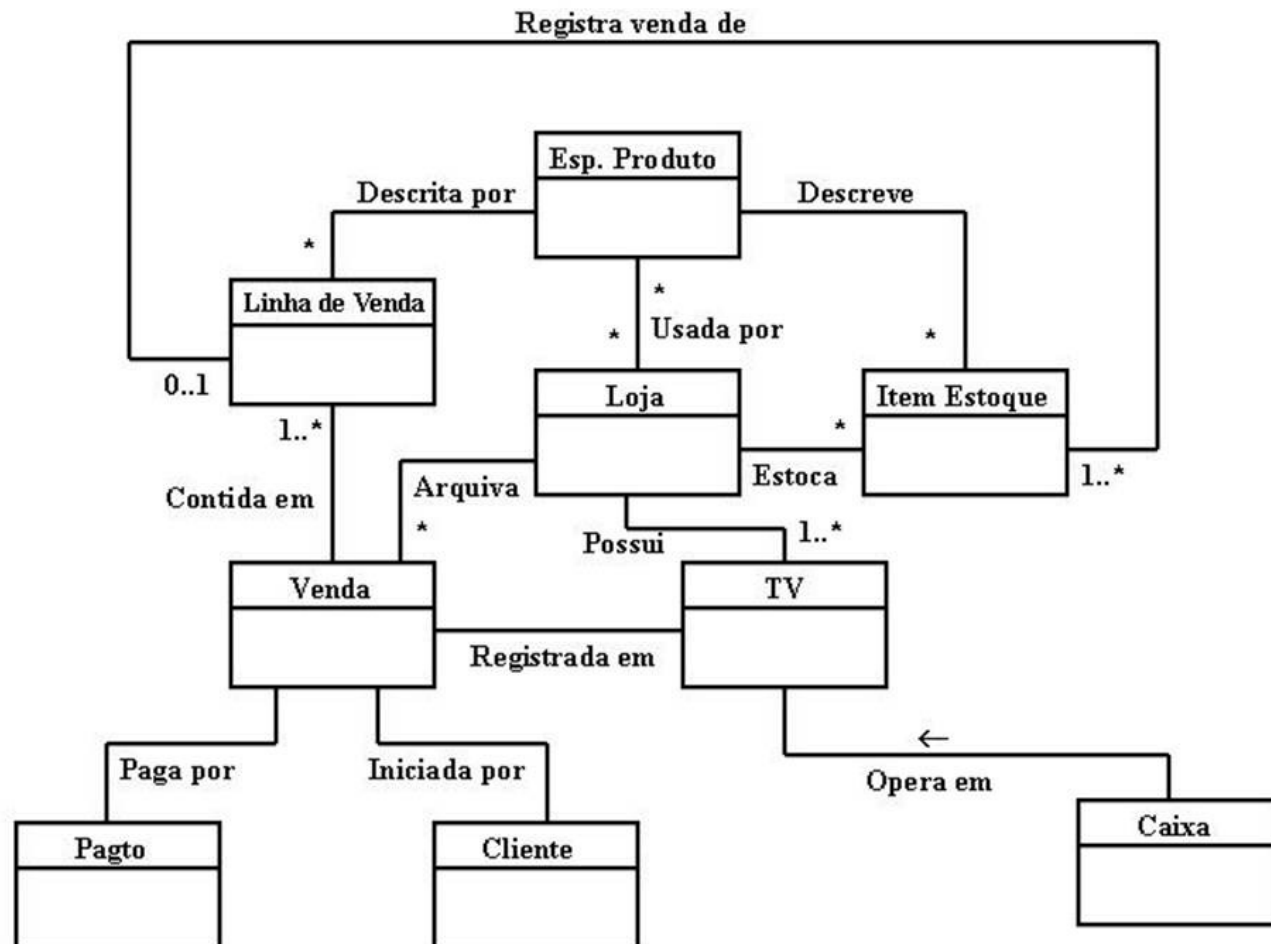 Registra venda de
Esp. Produto
Descrita por
Descreve
*
*
Linha de Venda
*
Usada por
*
0..1
Loja
Item Estoque
1..*
*
Arquiva
Estoca
1..*
Contida em
*
Possui
1..*
Venda
TV
Registrada em
←
Paga por
Iniciada por
Opera em
Pagto
Cliente
Caixa